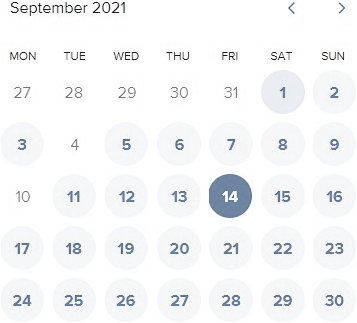 September 2021
MON TUE WED THU FRI SAT SUN
27 28 29 30 31 1 2
3 4 5 6 7 8 9
10 11 12 13 14 15 16
17 18 19 20 21 22 23
24 25 26 27 28 29 30